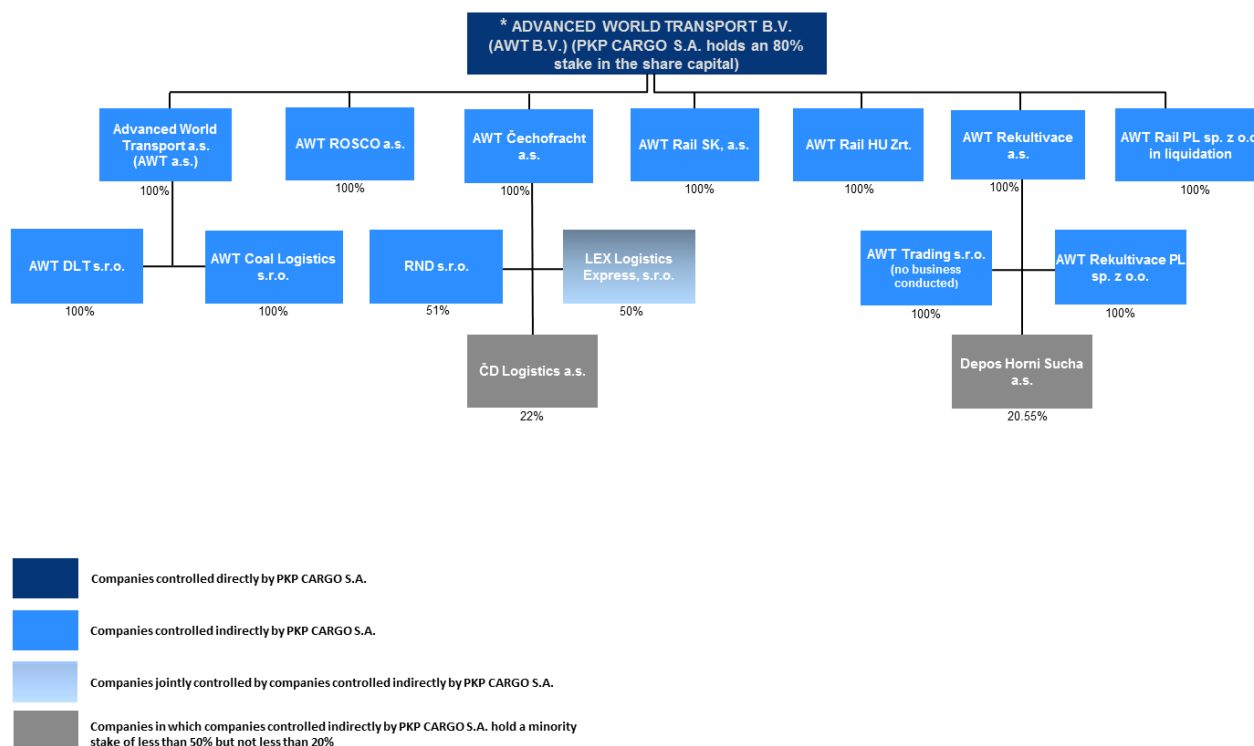 * ADVANCED WORLD TRANSPORT B.V.
(AWT B.V.) (PKP CARGO S.A. holds an 80%
stake in the share capital)
Advanced World
Transport a.s.
(AWT a.s.)
100%
AWT ROSCO a.s.
100%
AWT Čechofracht
a.s.
100%
AWT Rail SK, a.s.
100%
AWT Rail HU Zrt.
100%
AWT Rekultivace
a.s.
100%
AWT Rail PL sp. z o.o.
in liquidation
100%
AWT DLT s.r.o.
100%
AWT Coal Logistics
s.r.o.
100%
RND s.r.o.
51%
LEX Logistics
Express, s.r.o.
50%
AWT Trading s.r.o.
(no business
conducted)
100%
AWT Rekultivace PL
sp. z o.o.
100%
ČD Logistics a.s.
22%
Depos Horni Sucha
a.s.
20.55%
Companies controlled directly by PKP CARGO S.A.
Companies controlled indirectly by PKP CARGO S.A.
Companies jointly controlled by companies controlled indirectly by PKP CARGO S.A.
Companies in which companies controlled indirectly by PKP CARGO S.A. hold a minority
stake of less than 50% but not less than 20%